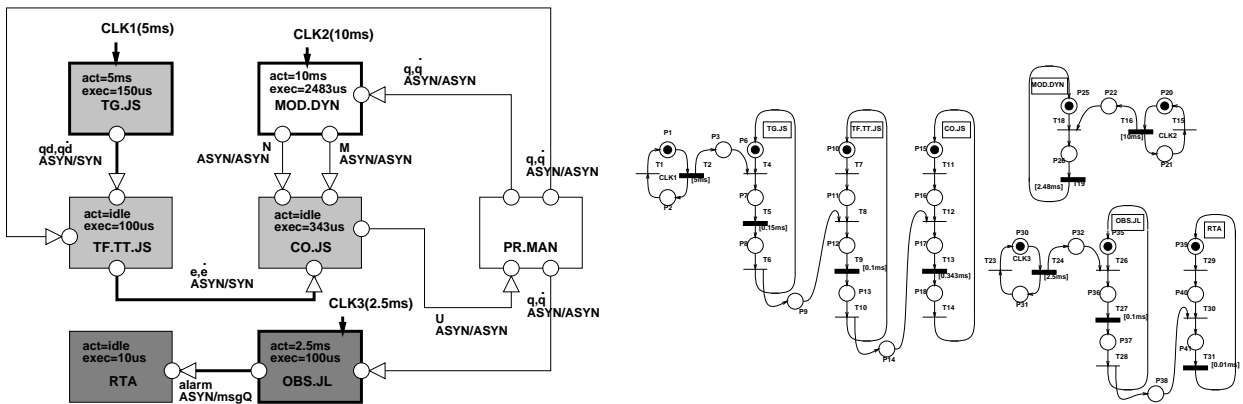 CLK1(5ms)
CLK2(10ms)
act=5ms
exec=150us
TG.JS
act=10ms
exec=2483us
MOD.DYN
q,q̇
ASYN/ASYN
qd,q̇d
ASYN/SYN
N
ASYN/ASYN
M
ASYN/ASYN
q,q̇
ASYN/ASYN
act=idle
exec=100us
TF.TT.JS
act=idle
exec=343us
CO.JS
PR.MAN
e,ė
ASYN/SYN
CLK3(2.5ms)
U
ASYN/ASYN
q,q̇
ASYN/ASYN
act=idle
exec=10us
RTA
alarm
ASYN/msgQ
act=2.5ms
exec=100us
OBS.JL
P1
T1
CLK1
T2
[5ms]
P2
P3
TG.JS
P6
T4
P7
T5
[0.15ms]
P8
T6
P9
TF.TT.JS
P10
T7
P11
T8
P12
T9
[0.1ms]
P13
T10
P14
CO.JS
P15
T11
P16
T12
P17
T13
[0.343ms]
P18
T14
MOD.DYN
P25
P22
P20
T18
T16
T15
[10ms]
CLK2
P26
P21
T19
[2.48ms]
P30
CLK3
T23
T24
[2.5ms]
P31
P32
OBS.JL
P35
T26
P36
T27
[0.1ms]
P37
T28
P38
RTA
P39
T29
P40
T30
P41
T31
[0.01ms]